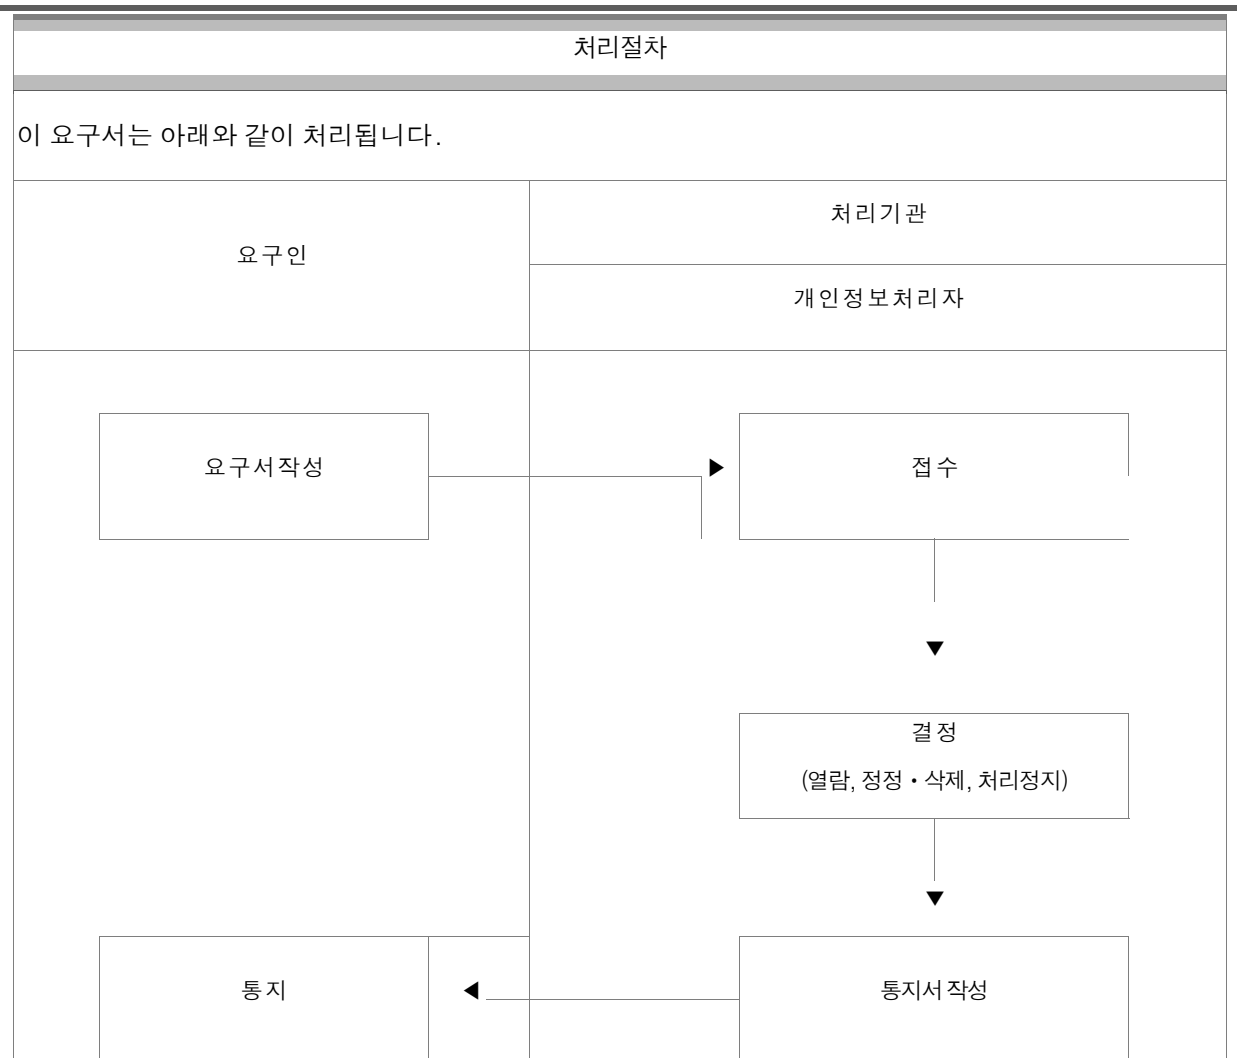 처리절차
이 요구서는 아래와 같이 처리됩니다.
요구인
처리기관
개인정보처리자
요구서작성
접수
결정
(열람, 정정・삭제, 처리정지)
통지
통지서 작성